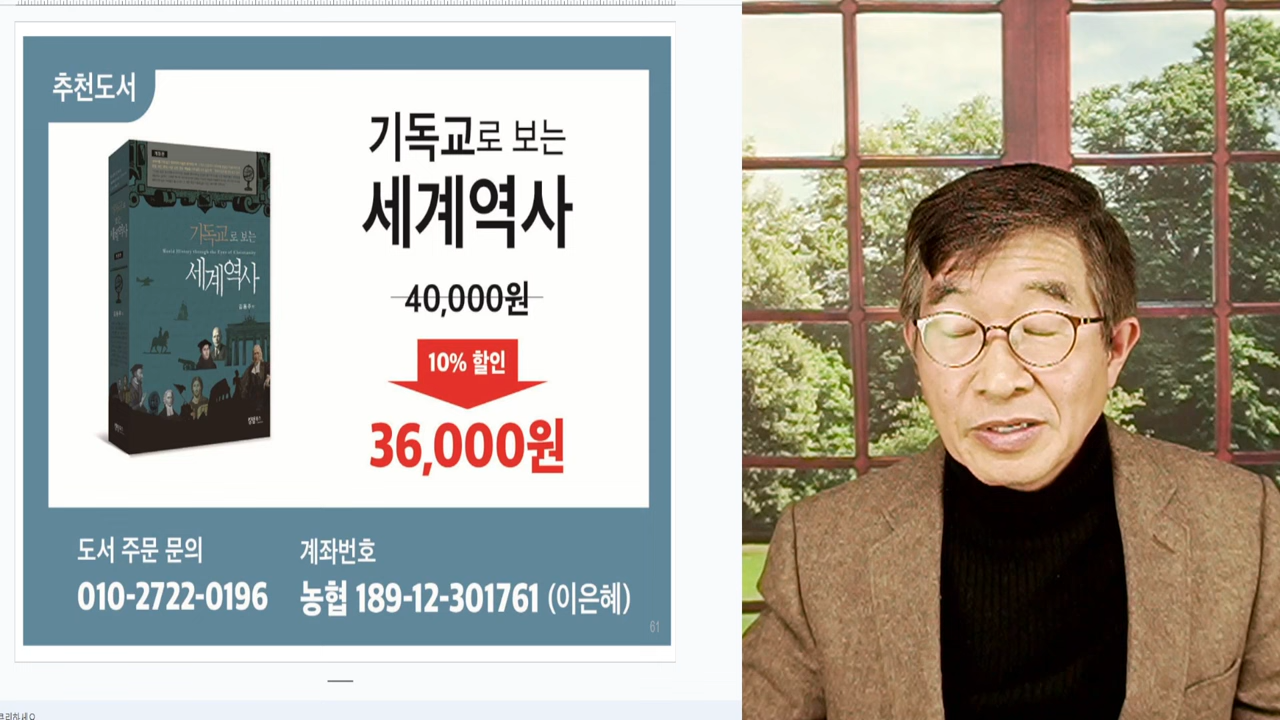 추천도서
기독교로 보는
세계역사
40,000원
10% 할인
36,000원
기독교로 보는
세계역사
도서 주문 문의
010-2722-0196
계좌번호
농협 189-12-301761 (이은혜)
61